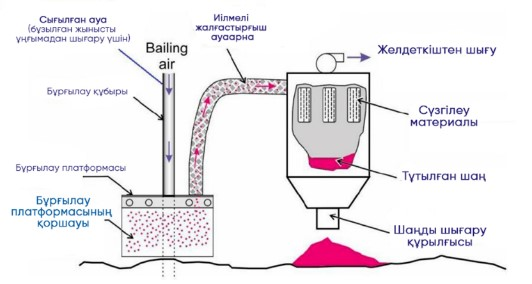 Сығылған ауа
(бұзылған жынысты
ұңғымадан шығару үшін)
Bailing
air
Иілмелі
жалғастырғыш
ауаарна
Желдеткіштен шығу
Бұрғылау құбыры
Сүзгілеу
материалы
Бұрғылау платформасы
Тұтылған шаң
Бұрғылау
платформасының
қоршауы
Шаңды шығару
құрылғысы